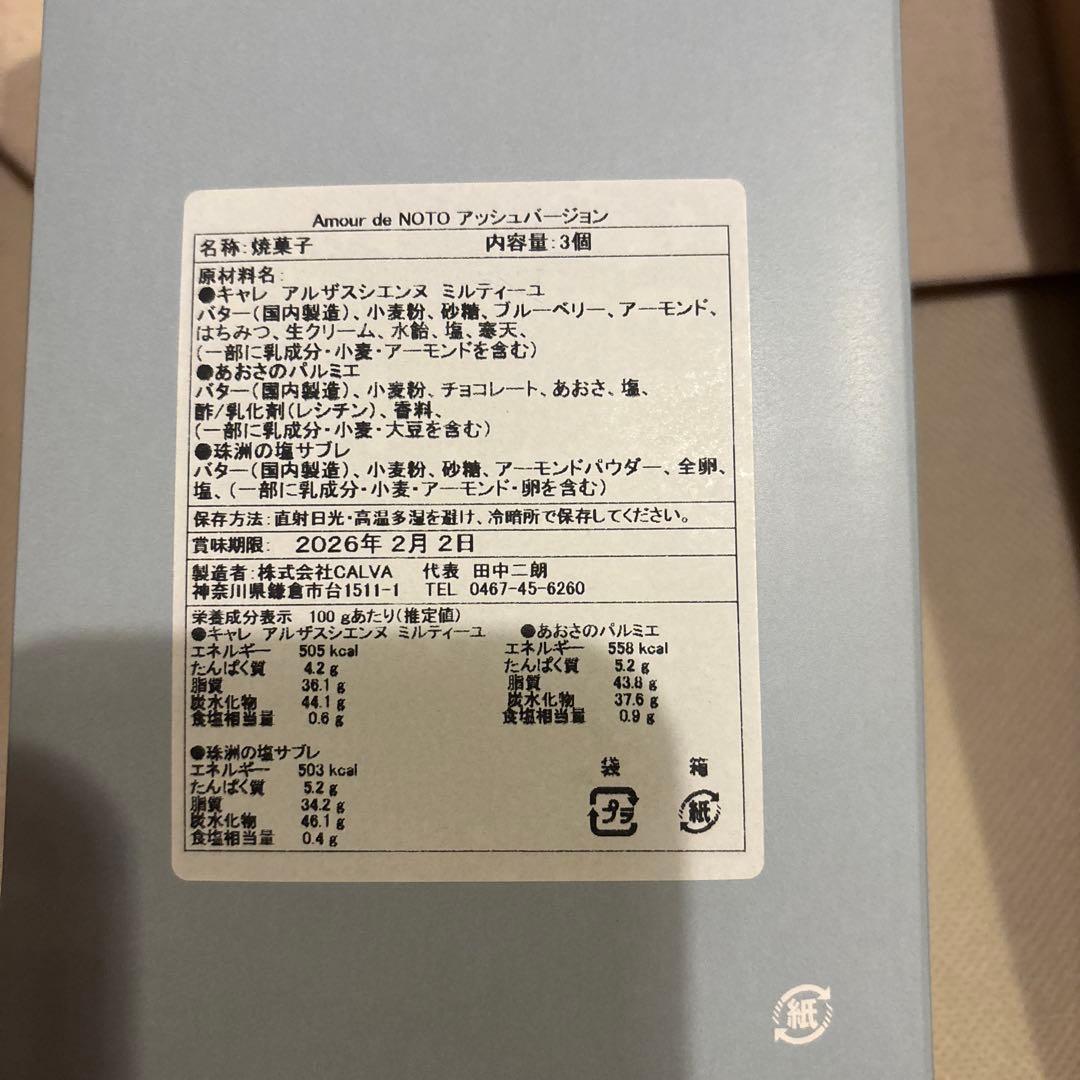 Amour de NOTO アッシュバージョン
名称：焼菓子 内容量：3個
原材料名：
●キャレ アルザスシエンヌ ミルティーユ
バター（国内製造）、小麦粉、砂糖、ブルーベリー、アーモンド、
はちみつ、生クリーム、水飴、塩、寒天、
（一部に乳成分・小麦・アーモンドを含む）
●あおさのパルミエ
バター（国内製造）、小麦粉、チョコレート、あおさ、塩、
酢/乳化剤（レシチン）、香料、
（一部に乳成分・小麦・大豆を含む）
●珠洲の塩サブレ
バター（国内製造）、小麦粉、砂糖、アーモンドパウダー、全卵、
塩、（一部に乳成分・小麦・アーモンド・卵を含む）
保存方法：直射日光・高温多湿を避け、冷暗所で保存してください。
賞味期限： 2026年 2月 2日
製造者：株式会社CALVA 代表 田中二朗
神奈川県鎌倉市台1511-1 TEL 0467-45-6260
栄養成分表示 100ｇあたり（推定値）
●キャレ アルザスシエンヌ ミルティーユ ●あおさのパルミエ
エネルギー 505 kcal エネルギー 558 kcal
たんぱく質 4.2 g たんぱく質 5.2 g
脂質 36.1 g 脂質 43.8 g
炭水化物 44.1 g 炭水化物 37.6 g
食塩相当量 0.6 g 食塩相当量 0.9 g
●珠洲の塩サブレ
エネルギー 503 kcal
たんぱく質 5.2 g
脂質 34.2 g
炭水化物 46.1 g
食塩相当量 0.4 g
袋 箱
プラ 紙
紙